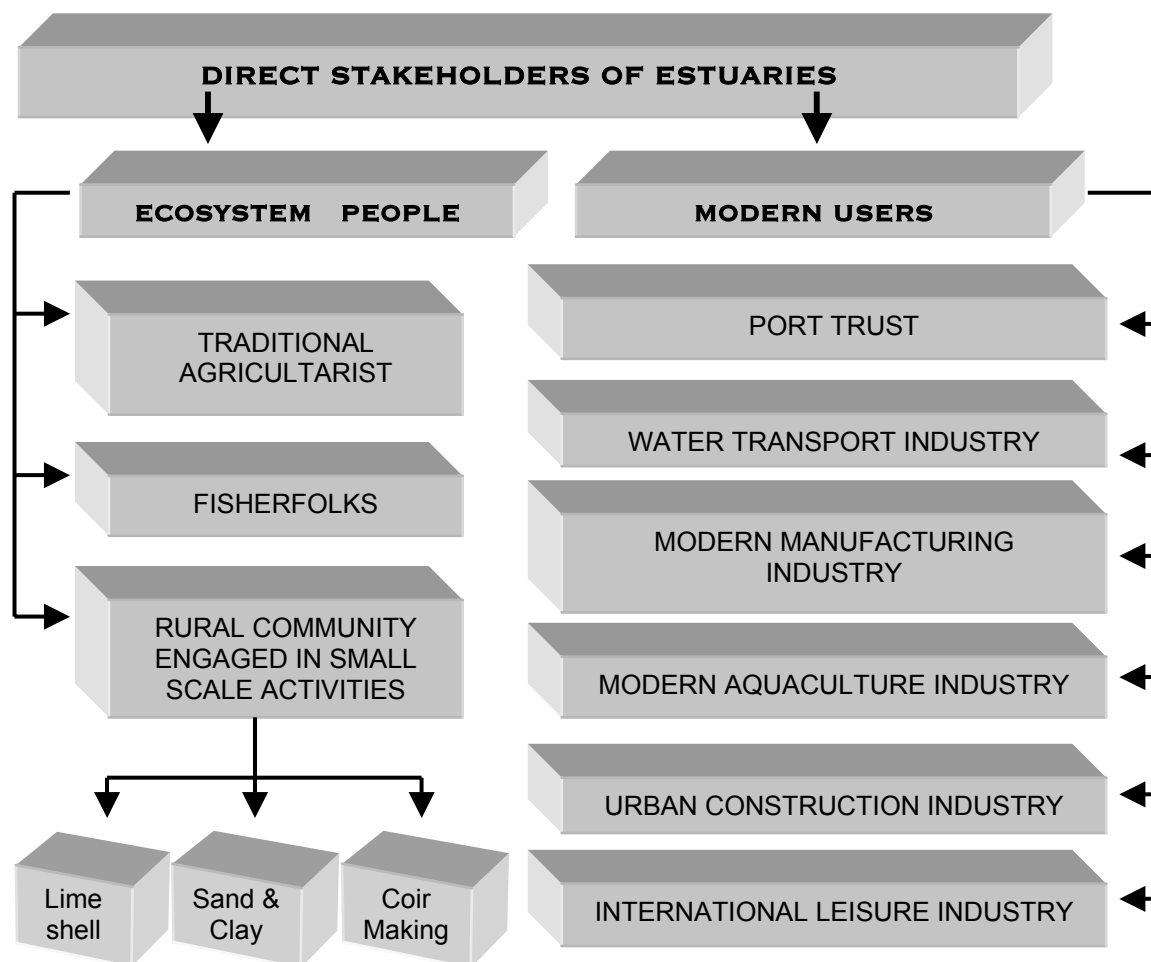 DIRECT STAKEHOLDERS OF ESTUARIES
ECOSYSTEM PEOPLE
MODERN USERS
TRADITIONAL
AGRICULTARIST
FISHERFOLKS
RURAL COMMUNITY
ENGAGED IN SMALL
SCALE ACTIVITIES
Lime
shell
Sand &
Clay
Coir
Making
PORT TRUST
WATER TRANSPORT INDUSTRY
MODERN MANUFACTURING
INDUSTRY
MODERN AQUACULTURE INDUSTRY
URBAN CONSTRUCTION INDUSTRY
INTERNATIONAL LEISURE INDUSTRY